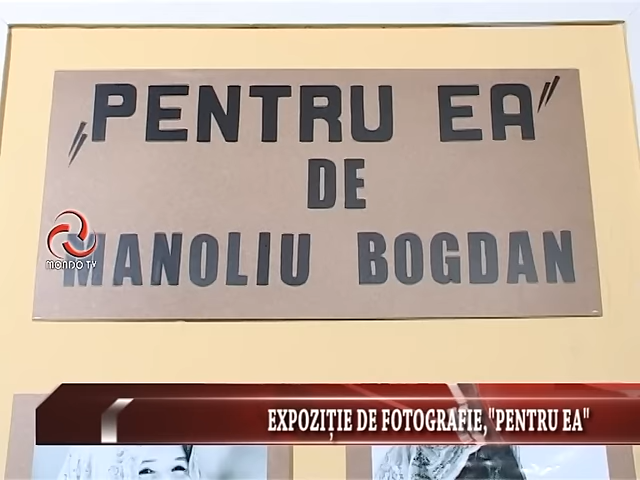 „PENTRU EA”
DE
MANOLIU BOGDAN
MONDO TV
EXPOZIȚIE DE FOTOGRAFIE,"PENTRU EA"